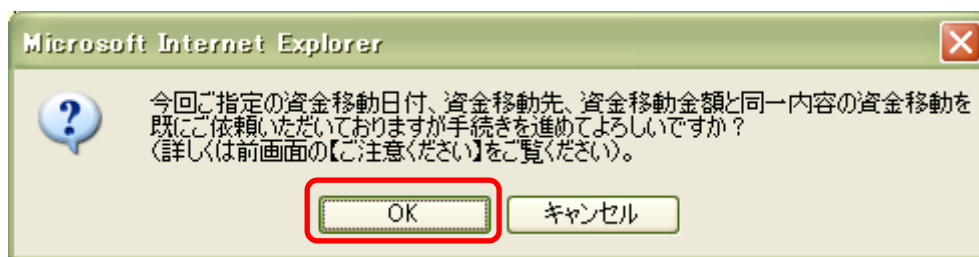 Microsoft Internet Explorer
今回ご指定の資金移動日付、資金移動先、資金移動金額と同一内容の資金移動を
既にご依頼いただいておりますが手続きを進めてよろしいですか？
(詳しくは前画面の【ご注意ください】をご覧ください)。
OK
キャンセル